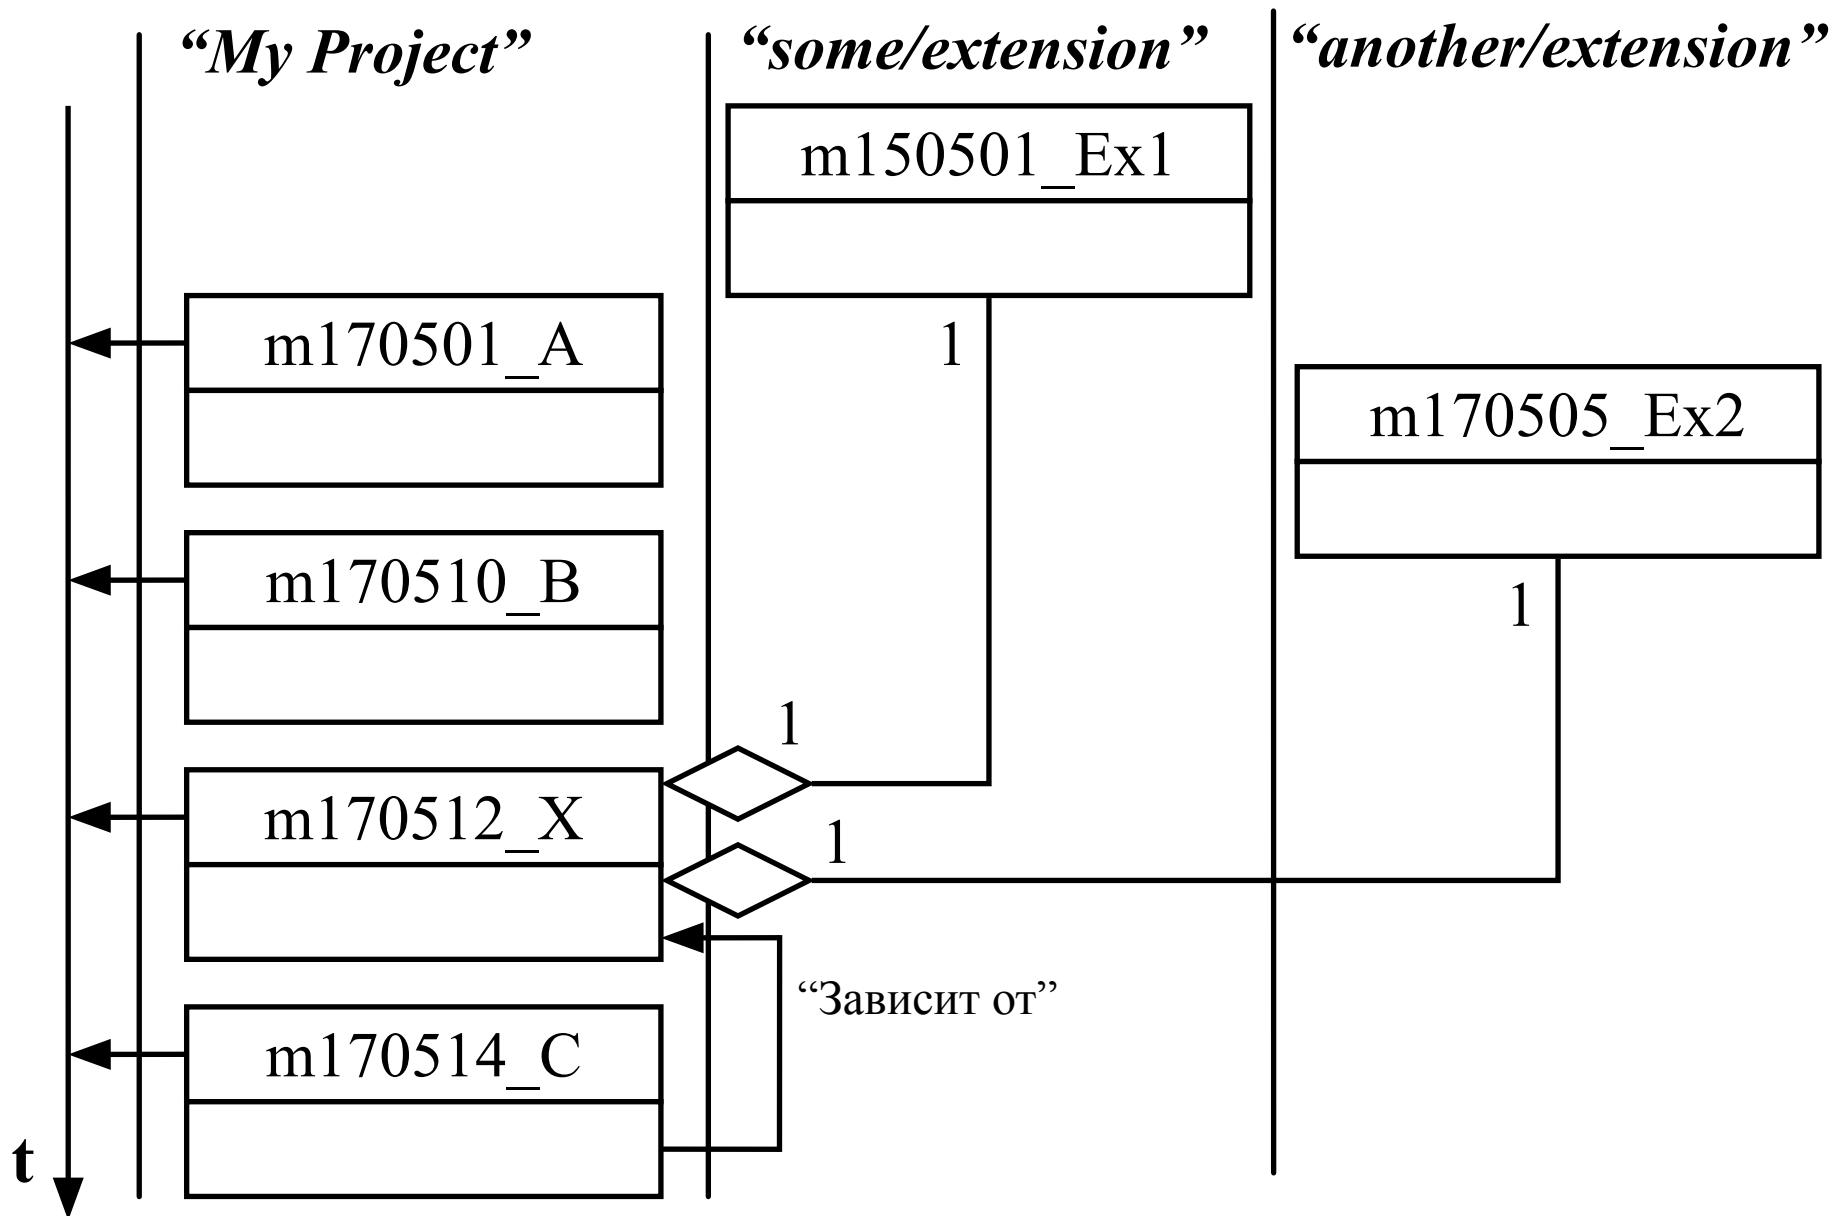 “My Project”
“some/extension”
“another/extension”
m150501_Ex1
m170501_A
1
m170505_Ex2
m170510_B
1
1
m170512_X
1
“Зависит от”
m170514_C
t